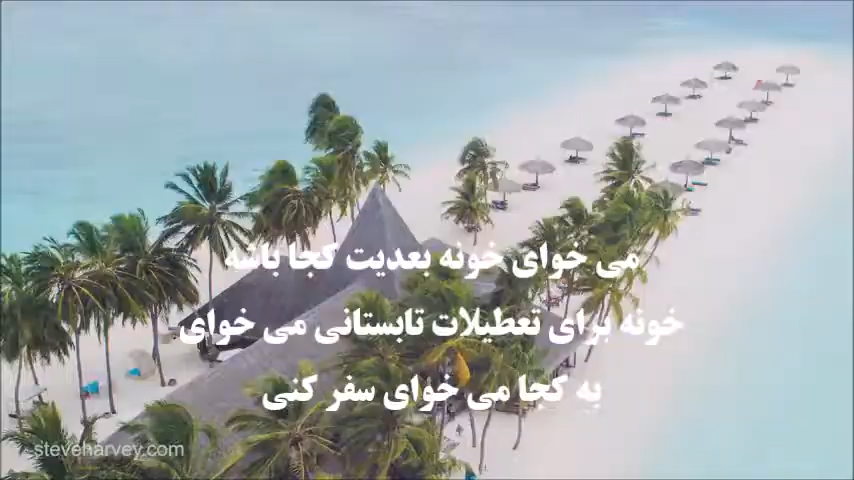 می خوای خونه بعدیت کجا باشه
خونه برای تعطیلات تابستانی می خوای
به کجا می خوای سفر کنی
steveharvey.com